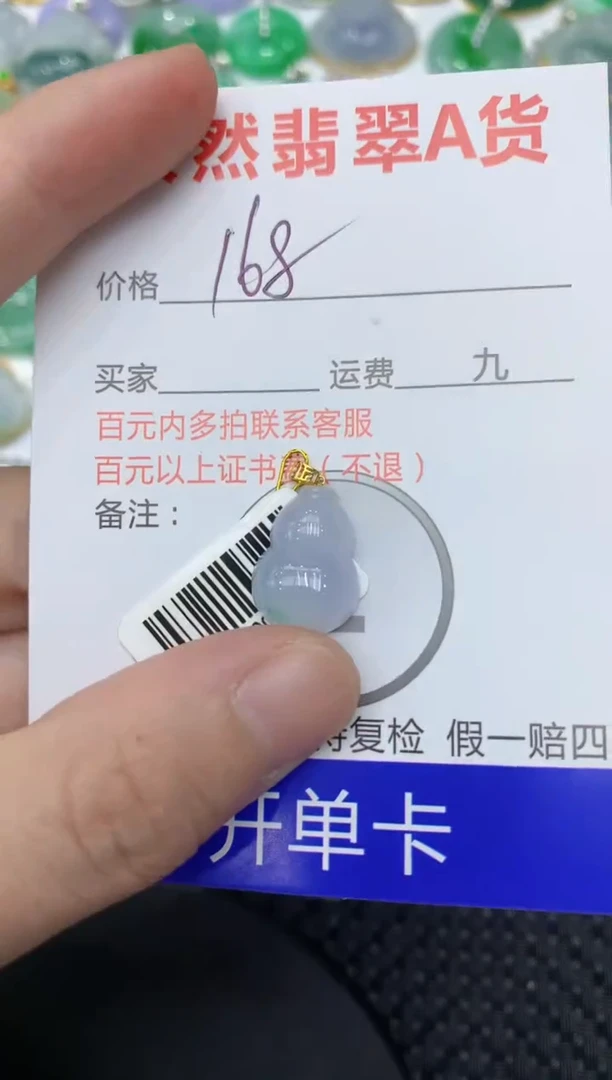 然翡翠A货
价格 168
买家 运费 九
百元内多拍联系客服
百元以上证书 (不退)
备注:
复检 假一赔四
开单卡